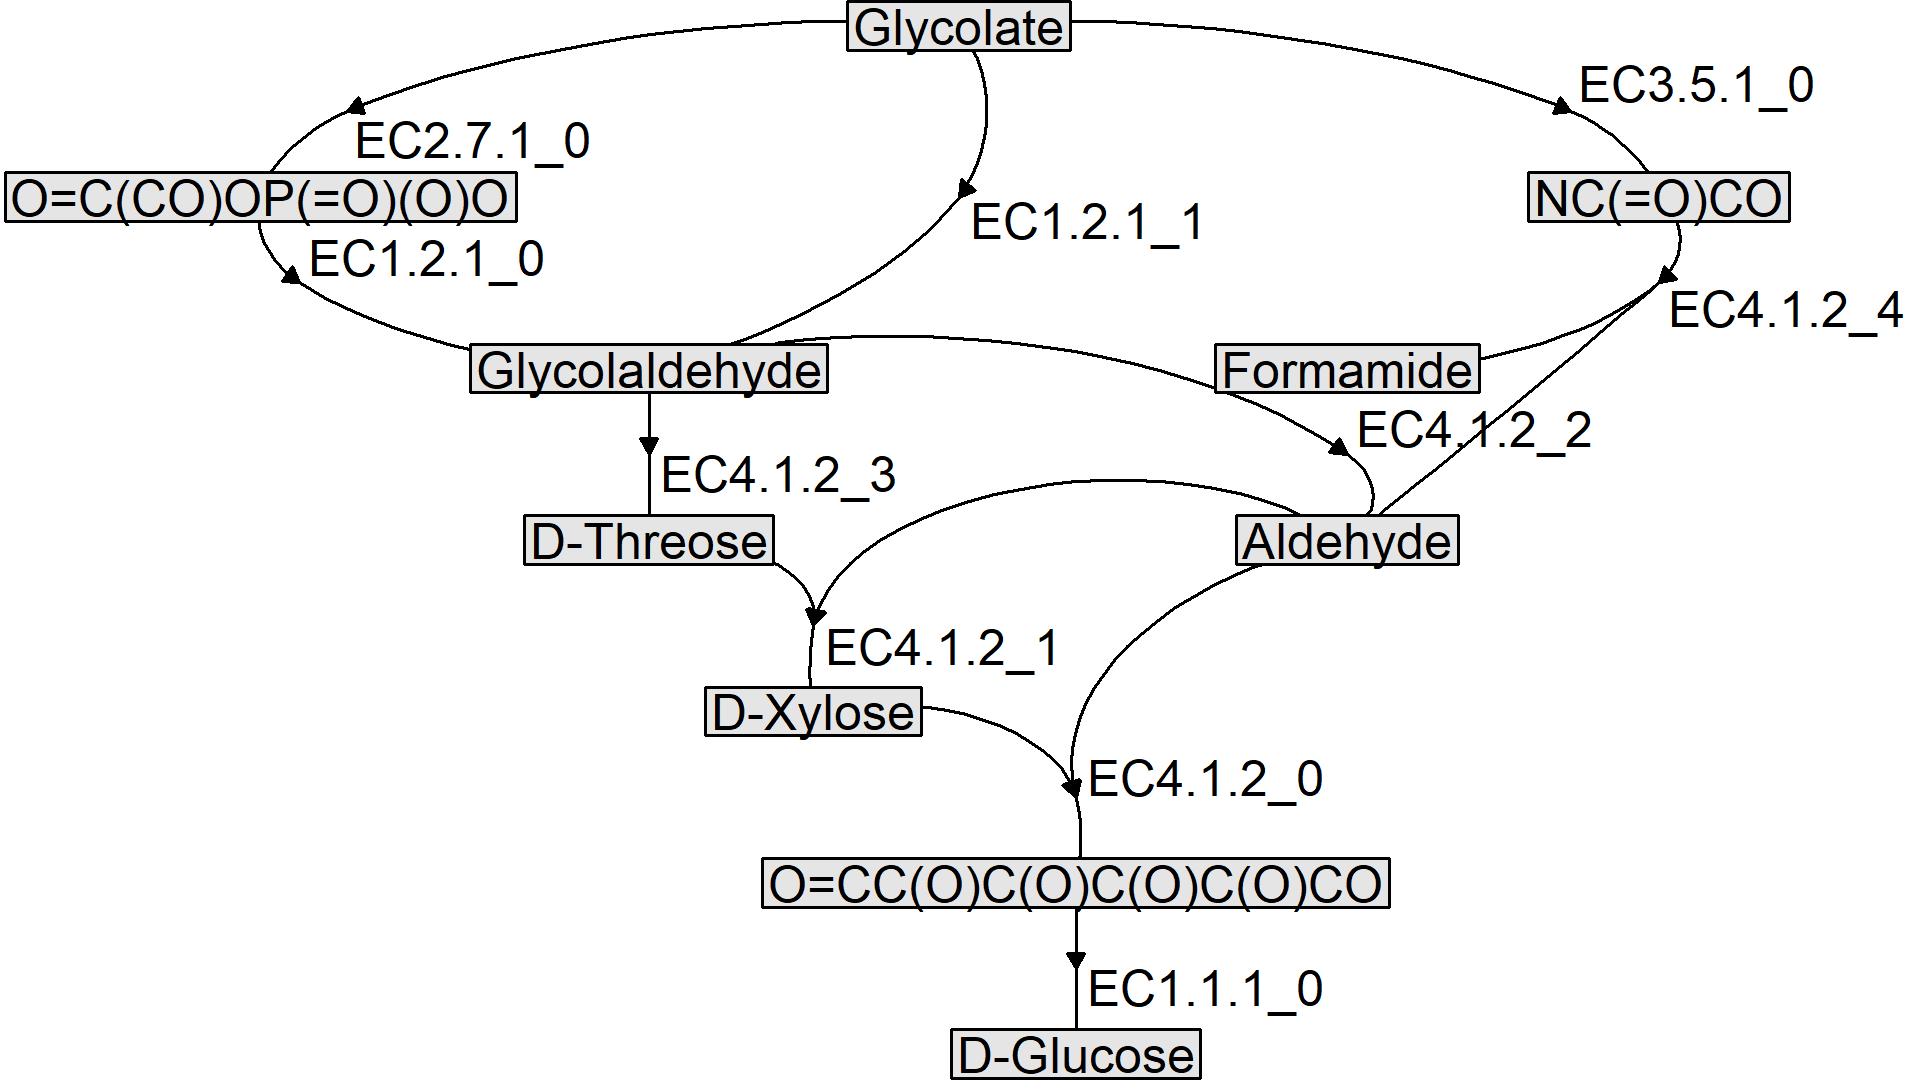 Glycolate
EC3.5.1_0
EC2.7.1_0
O=C(CO)OP(=O)(O)O
EC1.2.1_1
NC(=O)CO
EC1.2.1_0
EC4.1.2_4
Glycolaldehyde
Formamide
EC4.1.2_2
EC4.1.2_3
D-Threose
Aldehyde
EC4.1.2_1
D-Xylose
EC4.1.2_0
O=CC(O)C(O)C(O)C(O)CO
EC1.1.1_0
D-Glucose